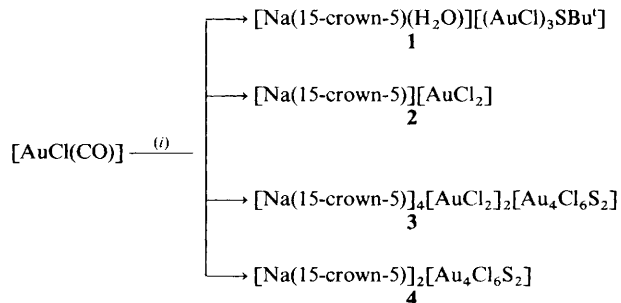 [Na(15-crown-5)(H₂O)][(AuCl)₃SBuᵗ]
1
[Na(15-crown-5)][AuCl₂]
2
[AuCl(CO)] (i)
[Na(15-crown-5)]₄[AuCl₂]₂[Au₄Cl₆S₂]
3
[Na(15-crown-5)]₂[Au₄Cl₆S₂]
4